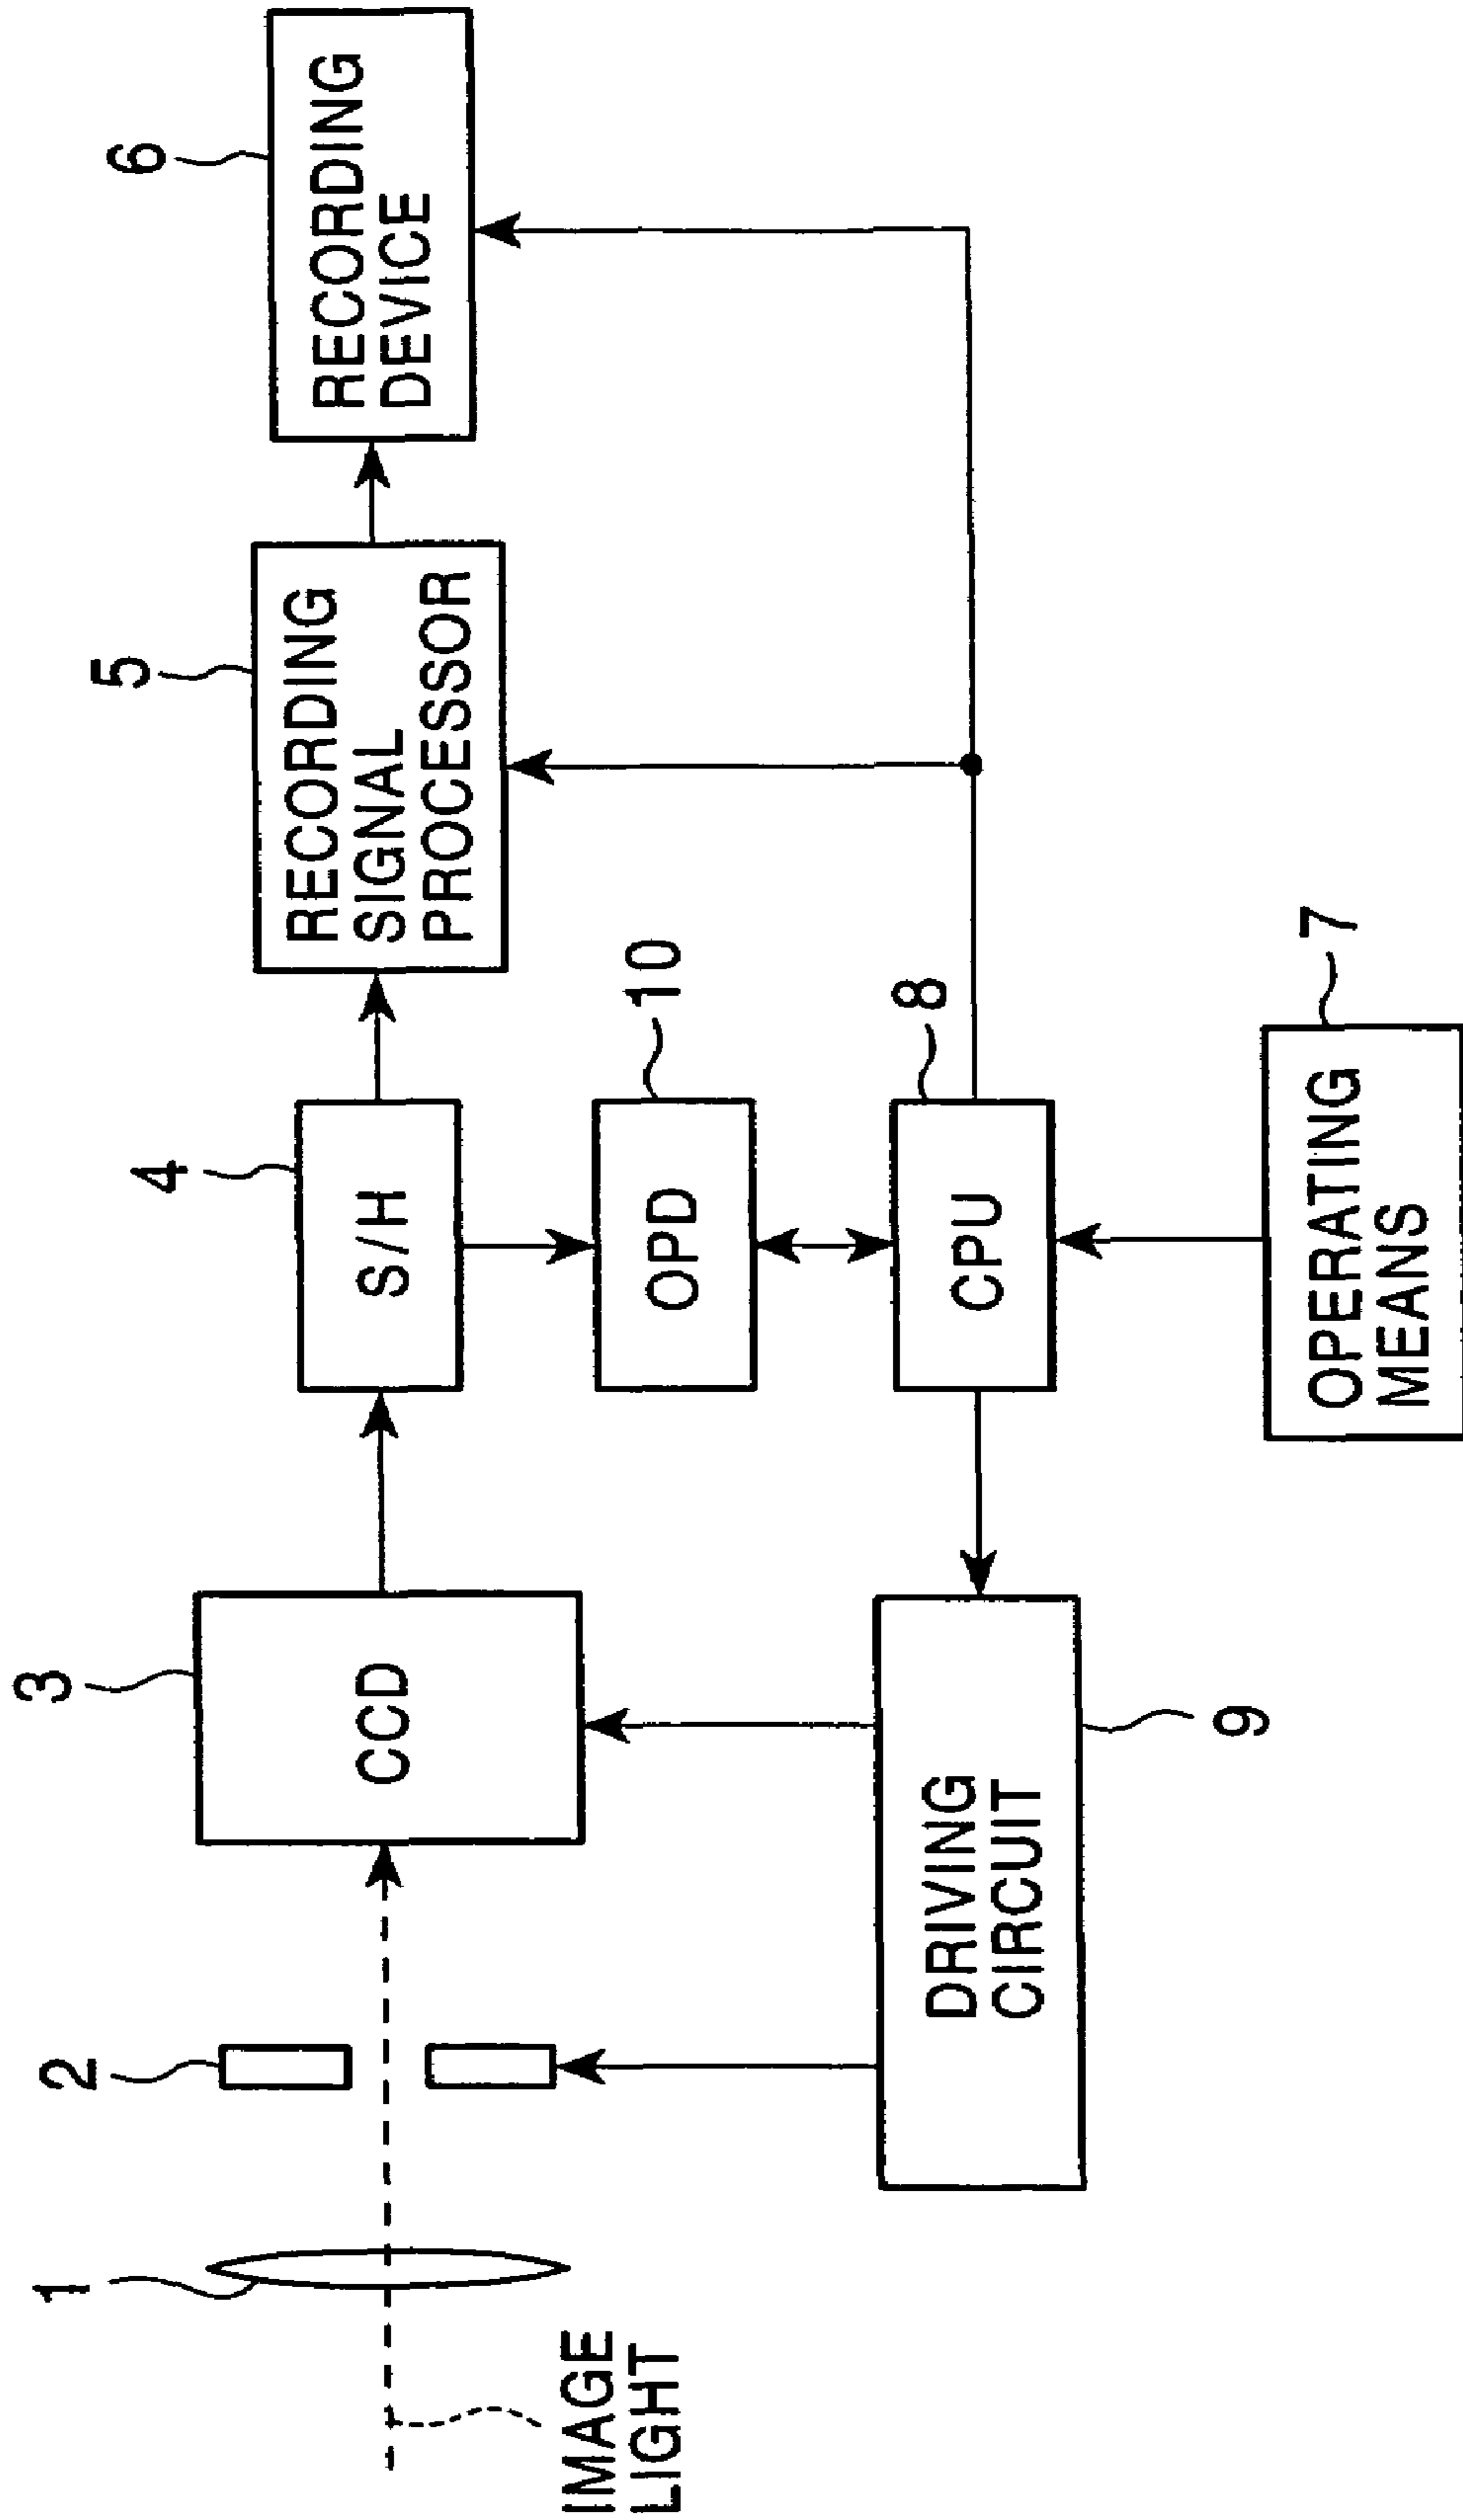 1
2
3
4
5
6
IMAGE
LIGHT
CCD
S/H
RECORDING
SIGNAL
PROCESSOR
RECORDING
DEVICE
10
OPD
DRIVING
CIRCUIT
9
8
CPU
7
OPERATING
MEANS